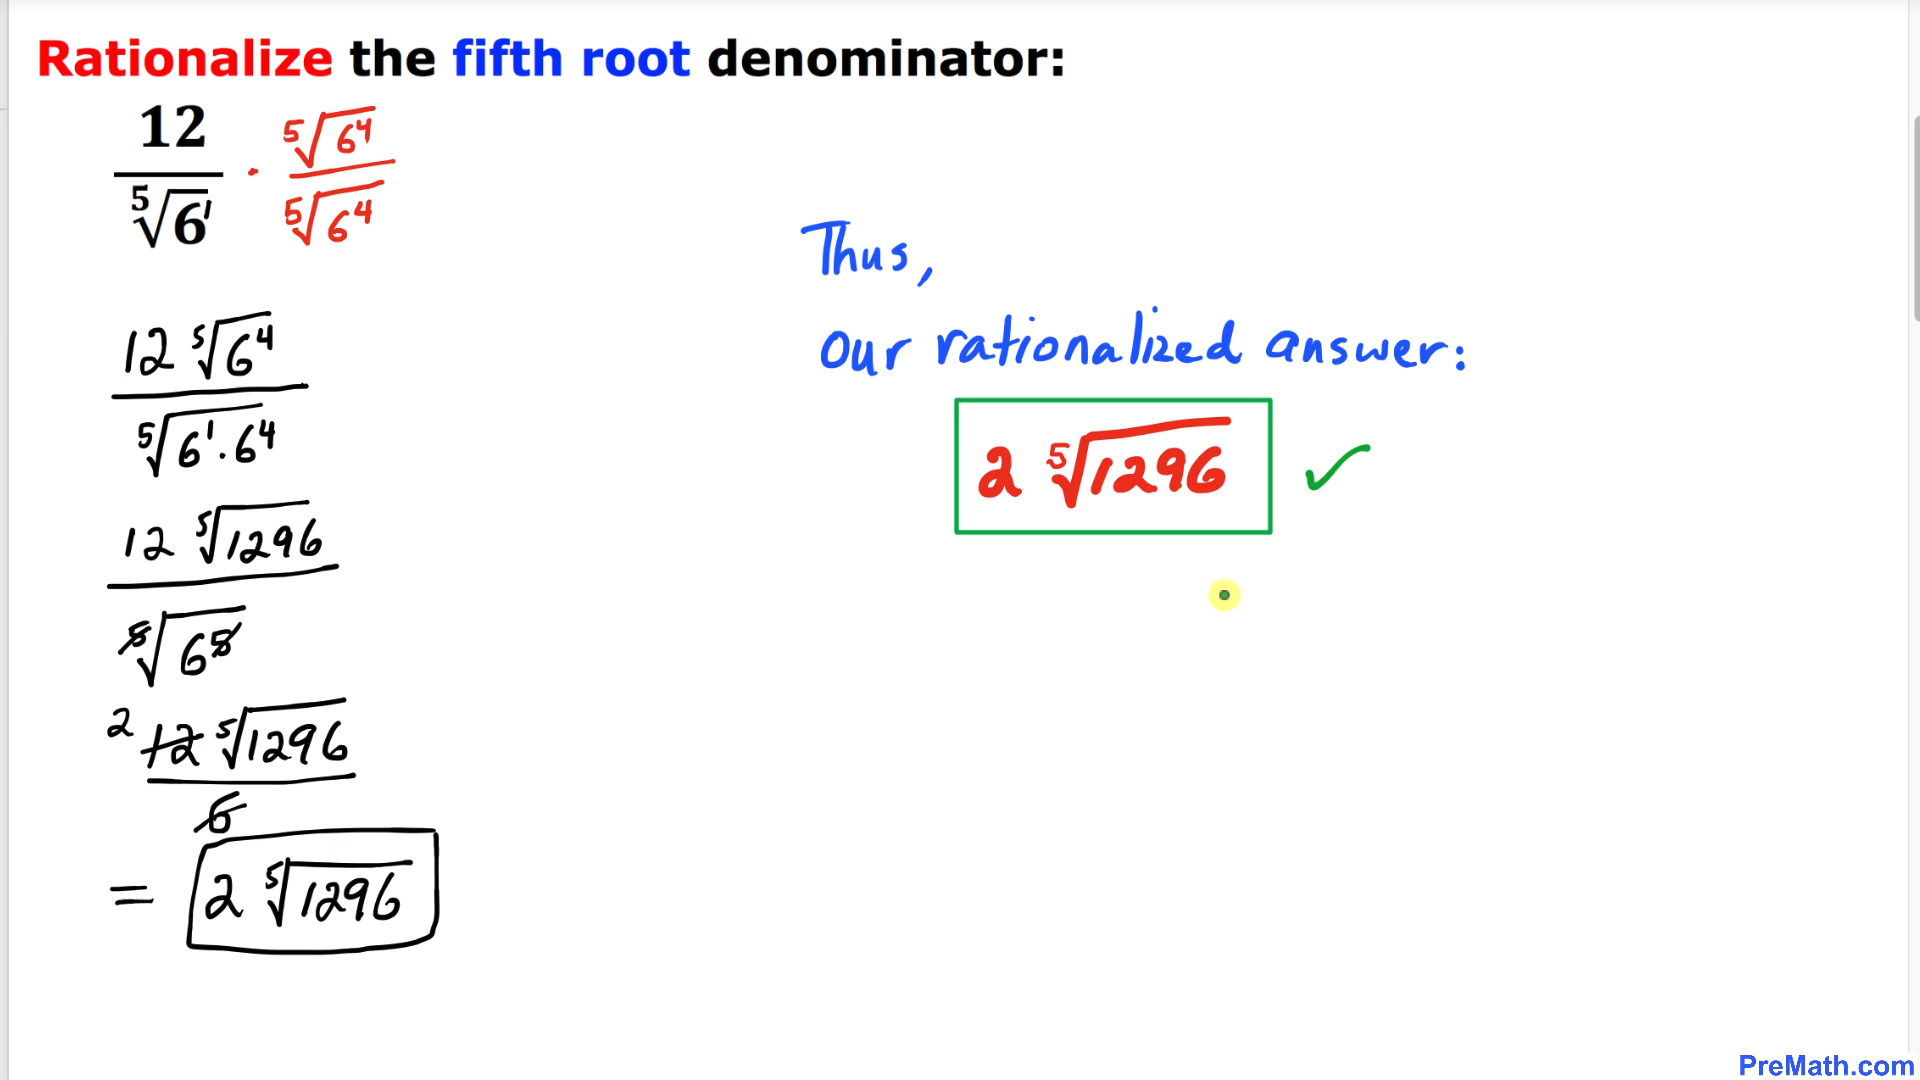 Rationalize the fifth root denominator:
12 / ⁵√6¹ · ⁵√6⁴ / ⁵√6⁴
12 ⁵√6⁴ / ⁵√6¹·6⁴
12 ⁵√1296 / ⁵√6⁵
2 12 ⁵√1296 / 6
= 2 ⁵√1296
Thus,
our rationalized answer:
2 ⁵√1296 ✓
PreMath.com